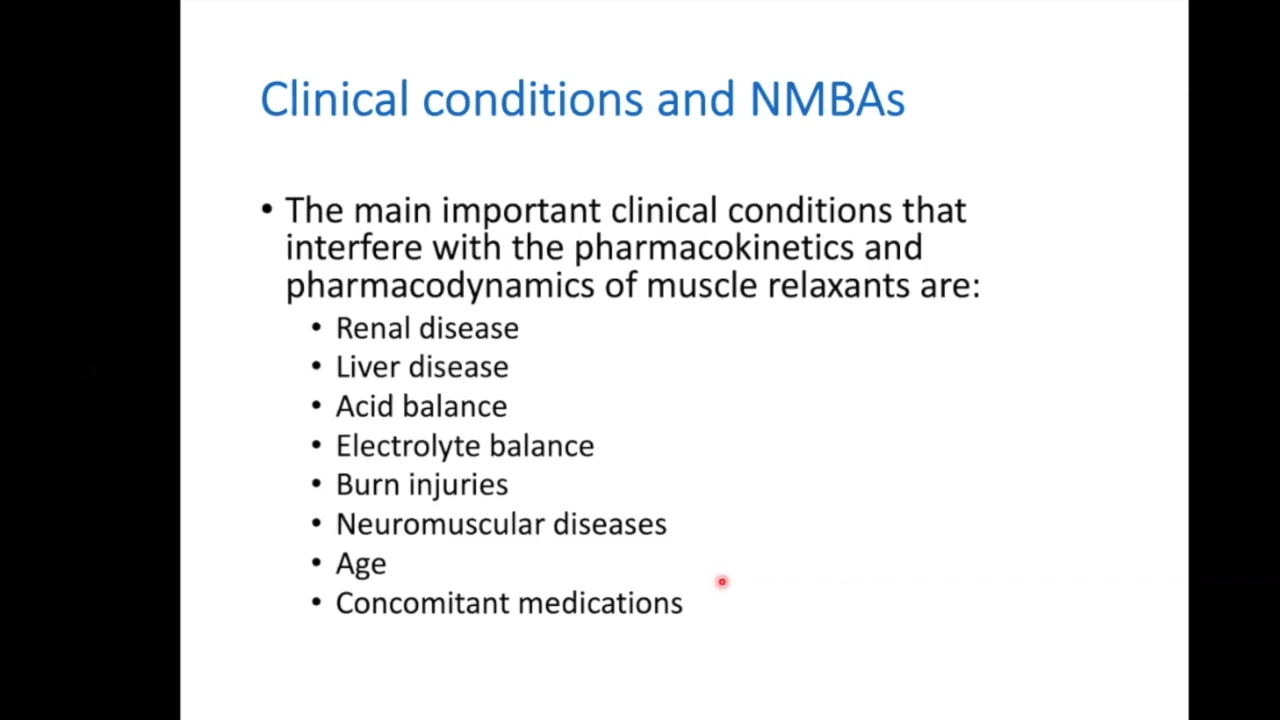 Clinical conditions and NMBAs
• The main important clinical conditions that
interfere with the pharmacokinetics and
pharmacodynamics of muscle relaxants are:
• Renal disease
• Liver disease
• Acid balance
• Electrolyte balance
• Burn injuries
• Neuromuscular diseases
• Age
• Concomitant medications